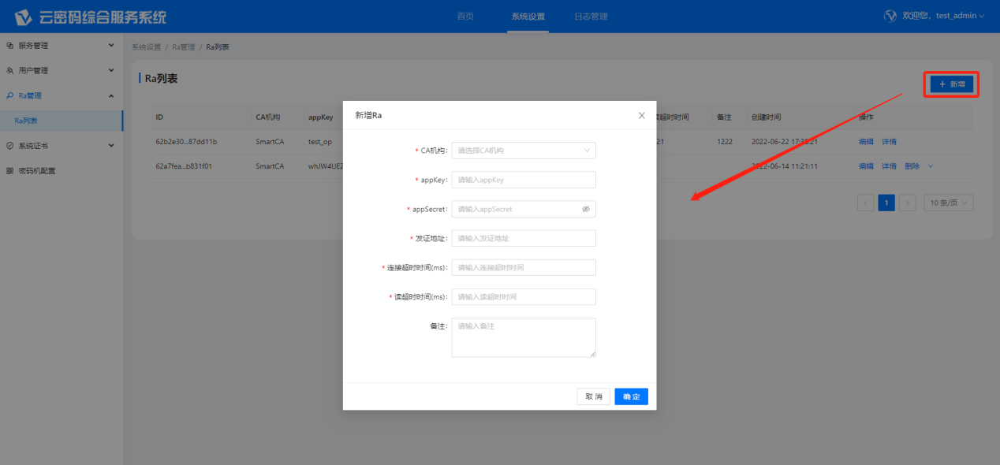 云密码综合服务系统
首页
系统设置
日志管理
欢迎您，test_admin
服务管理
用户管理
Ra管理
Ra列表
系统证书
密码机配置
系统设置 / Ra管理 / Ra列表
Ra列表
+ 新增
ID CA机构 appKey 读超时时间 备注 创建时间 操作
62b2e30...87dd11b SmartCA test_op 21 1222 2022-06-22 17:38:21 编辑 详情
62a7fea...b831f01 SmartCA whJW4UEZ 2022-06-14 11:21:11 编辑 详情 删除
< 1 > 10 条/页
新增Ra
* CA机构: 请选择CA机构
* appKey: 请输入appKey
* appSecret: 请输入appSecret
* 发证地址: 请输入发证地址
* 连接超时时间(ms): 请输入连接超时时间
* 读超时时间(ms): 请输入读超时时间
备注: 请输入备注
取 消
确 定